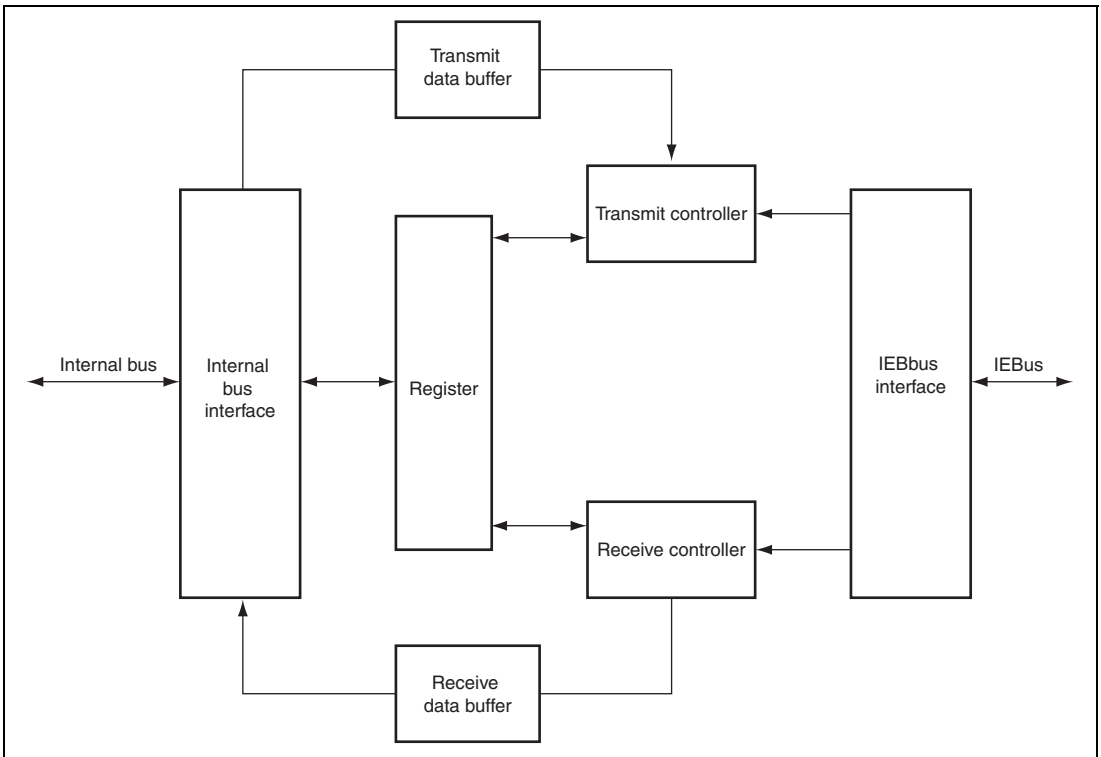 Transmit
data buffer
Transmit controller
Internal bus
Internal
bus
interface
Register
IEBbus
interface
IEBus
Receive controller
Receive
data buffer